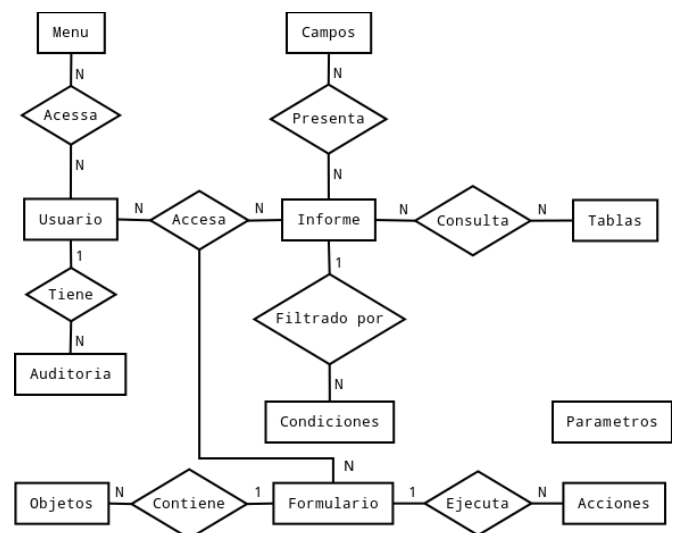 Menu
Campos
N
N
Acessa
Presenta
N
N
Usuario
N
Accesa
N
Informe
N
Consulta
N
Tablas
1
1
Tiene
Filtrado por
N
Auditoria
N
Condiciones
Parametros
N
Objetos
N
Contiene
1
Formulario
1
Ejecuta
N
Acciones